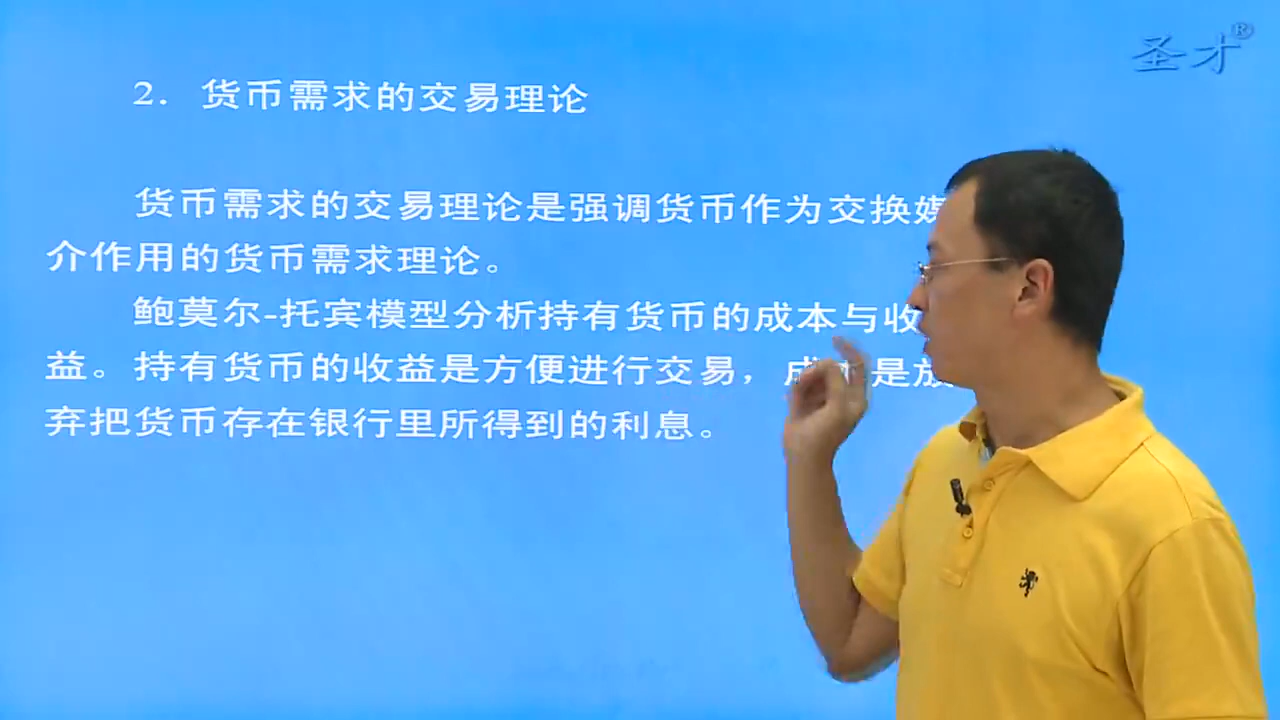 圣才®
2. 货币需求的交易理论
货币需求的交易理论是强调货币作为交换媒
介作用的货币需求理论。
鲍莫尔-托宾模型分析持有货币的成本与收
益。持有货币的收益是方便进行交易，成本是放
弃把货币存在银行里所得到的利息。